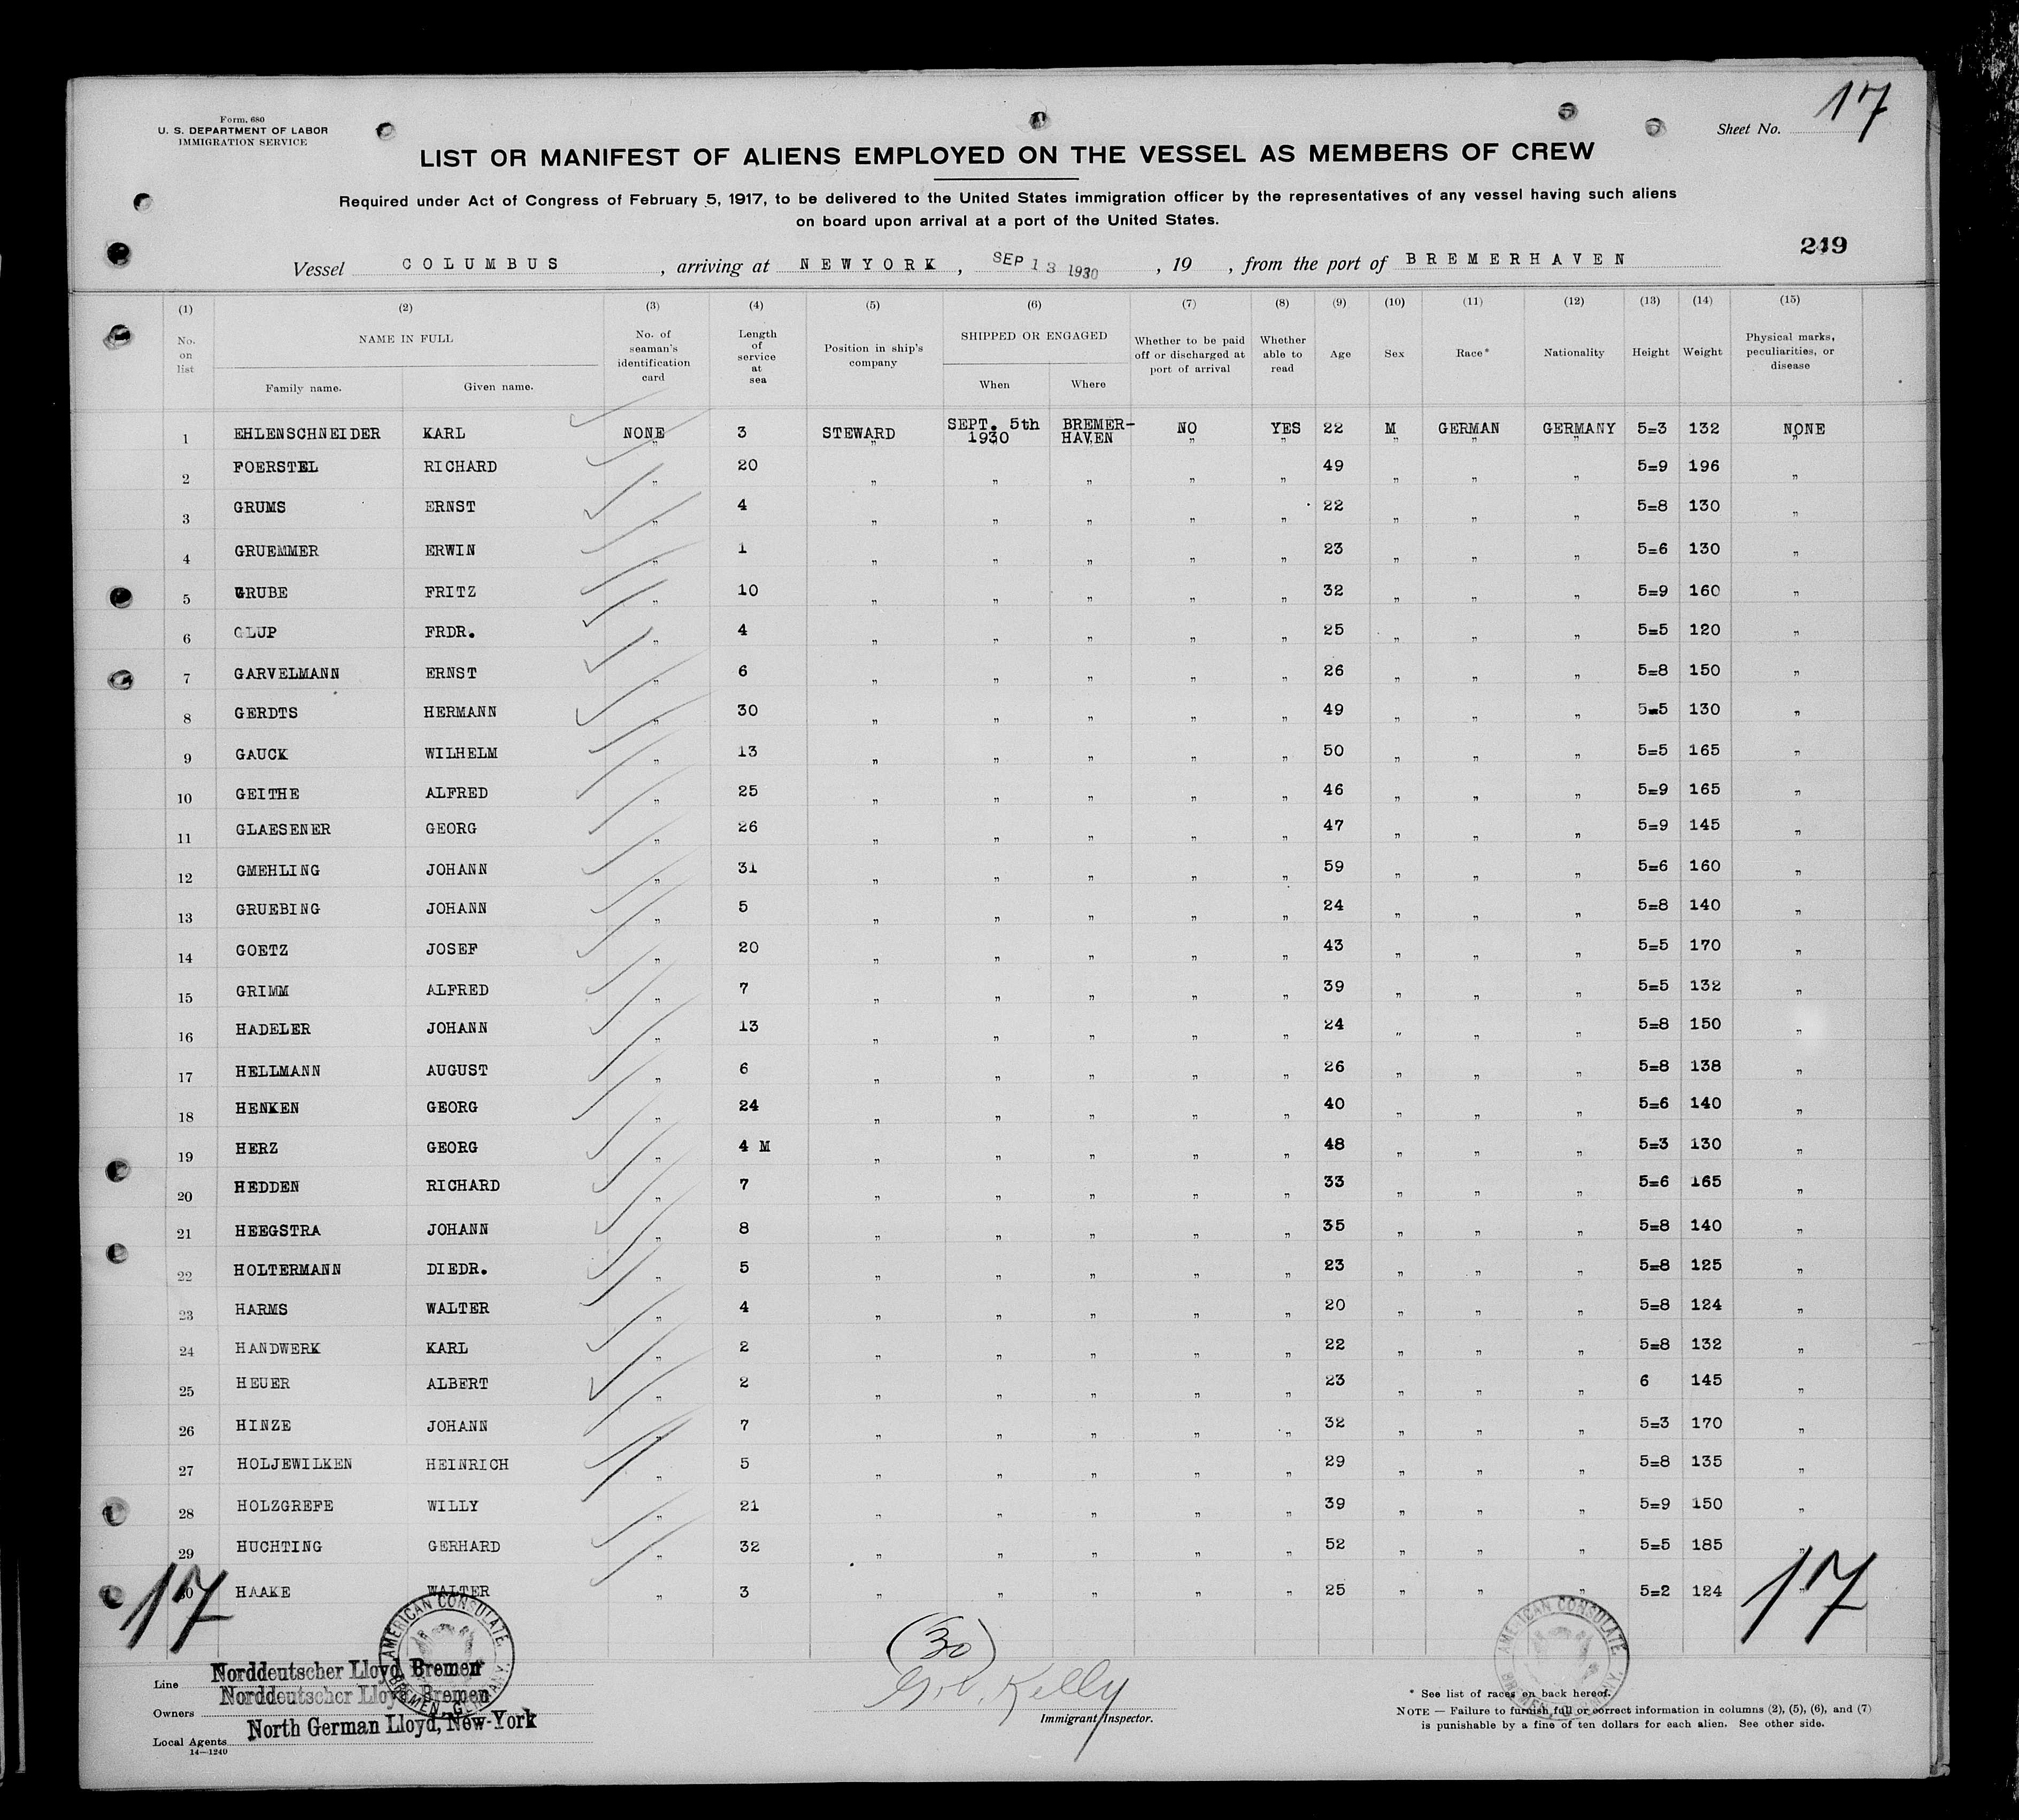 Form. 680
U. S. DEPARTMENT OF LABOR
IMMIGRATION SERVICE
Sheet No. 17
LIST OR MANIFEST OF ALIENS EMPLOYED ON THE VESSEL AS MEMBERS OF CREW
Required under Act of Congress of February 5, 1917, to be delivered to the United States immigration officer by the representatives of any vessel having such aliens
on board upon arrival at a port of the United States.
249
Vessel COLUMBUS, arriving at NEWYORK, SEP 13 1930, 19 , from the port of BREMERHAVEN
(1) (2) (3) (4) (5) (6) (7) (8) (9) (10) (11) (12) (13) (14) (15)
No. on list NAME IN FULL Family name. Given name. No. of seaman's identification card Length of service at sea Position in ship's company SHIPPED OR ENGAGED When Where Whether to be paid off or discharged at port of arrival Whether able to read Age Sex Race* Nationality Height Weight Physical marks, peculiarities, or disease
1 EHLENSCHNEIDER KARL NONE 3 STEWARD SEPT. 5th 1930 BREMER-HAVEN NO YES 22 M GERMAN GERMANY 5=3 132 NONE
2 FOERSTEL RICHARD " 20 " " " " " 49 " " " 5=9 196 "
3 GRUMS ERNST " 4 " " " " " 22 " " " 5=8 130 "
4 GRUEMMER ERWIN " 1 " " " " " 23 " " " 5=6 130 "
5 GRUBE FRITZ " 10 " " " " " 32 " " " 5=9 160 "
6 GLUP FRDR. " 4 " " " " " 25 " " " 5=5 120 "
7 GARVELMANN ERNST " 6 " " " " " 26 " " " 5=8 150 "
8 GERDTS HERMANN " 30 " " " " " 49 " " " 5=5 130 "
9 GAUCK WILHELM " 13 " " " " " 50 " " " 5=5 165 "
10 GEITHE ALFRED " 25 " " " " " 46 " " " 5=9 165 "
11 GLAESENER GEORG " 26 " " " " " 47 " " " 5=9 145 "
12 GMEHLING JOHANN " 31 " " " " " 59 " " " 5=6 160 "
13 GRUEBING JOHANN " 5 " " " " " 24 " " " 5=8 140 "
14 GOETZ JOSEF " 20 " " " " " 43 " " " 5=5 170 "
15 GRIMM ALFRED " 7 " " " " " 39 " " " 5=5 132 "
16 HADELER JOHANN " 13 " " " " " 24 " " " 5=8 150 "
17 HELLMANN AUGUST " 6 " " " " " 26 " " " 5=8 138 "
18 HENKEN GEORG " 24 " " " " " 40 " " " 5=6 140 "
19 HERZ GEORG " 4 M " " " " " 48 " " " 5=3 130 "
20 HEDDEN RICHARD " 7 " " " " " 33 " " " 5=6 165 "
21 HEEGSTRA JOHANN " 8 " " " " " 35 " " " 5=8 140 "
22 HOLTERMANN DIEDR. " 5 " " " " " 23 " " " 5=8 125 "
23 HARMS WALTER " 4 " " " " " 20 " " " 5=8 124 "
24 HANDWERK KARL " 2 " " " " " 22 " " " 5=8 132 "
25 HEUER ALBERT " 2 " " " " " 23 " " " 6 145 "
26 HINZE JOHANN " 7 " " " " " 32 " " " 5=3 170 "
27 HOLJEWILKEN HEINRICH " 5 " " " " " 29 " " " 5=8 135 "
28 HOLZGREFE WILLY " 21 " " " " " 39 " " " 5=9 150 "
29 HUCHTING GERHARD " 32 " " " " " 52 " " " 5=5 185 "
30 HAAKE WALTER " 3 " " " " " 25 " " " 5=2 124 "
17
17
(30)
AMERICAN CONSULATE BREMEN, GERMANY.
AMERICAN CONSULATE BREMEN, GERMANY.
Line Norddeutscher Lloyd, Bremen
Owners Norddeutscher Lloyd, Bremen
Local Agents North German Lloyd, New-York
14—1240
Kelly
Immigrant Inspector.
* See list of races on back hereof.
NOTE — Failure to furnish full or correct information in columns (2), (5), (6), and (7)
is punishable by a fine of ten dollars for each alien. See other side.